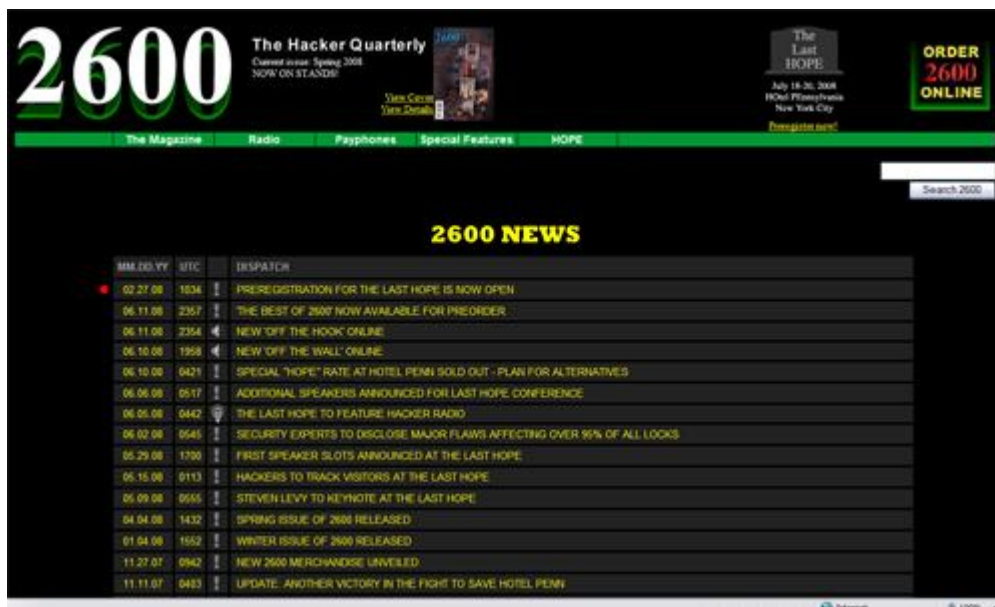 2600
The Hacker Quarterly
Current issue: Spring 2008
NOW ON STANDS!
View Cover
View Details
2600
The
Last
HOPE
July 18-20, 2008
HOtel PEnnsylvania
New York City
Preregister now!
ORDER
2600
ONLINE
The Magazine Radio Payphones Special Features HOPE
Search 2600
2600 NEWS
MM.DD.YY UTC DISPATCH
02.27.08 1034 PREREGISTRATION FOR THE LAST HOPE IS NOW OPEN
06.11.08 2357 'THE BEST OF 2600' NOW AVAILABLE FOR PREORDER
06.11.08 2354 NEW 'OFF THE HOOK' ONLINE
06.10.08 1958 NEW 'OFF THE WALL' ONLINE
06.10.08 0421 SPECIAL "HOPE" RATE AT HOTEL PENN SOLD OUT - PLAN FOR ALTERNATIVES
06.06.08 0517 ADDITIONAL SPEAKERS ANNOUNCED FOR LAST HOPE CONFERENCE
06.05.08 0442 THE LAST HOPE TO FEATURE HACKER RADIO
06.02.08 0545 SECURITY EXPERTS TO DISCLOSE MAJOR FLAWS AFFECTING OVER 95% OF ALL LOCKS
05.29.08 1700 FIRST SPEAKER SLOTS ANNOUNCED AT THE LAST HOPE
05.15.08 0113 HACKERS TO TRACK VISITORS AT THE LAST HOPE
05.09.08 0555 STEVEN LEVY TO KEYNOTE AT THE LAST HOPE
04.04.08 1432 SPRING ISSUE OF 2600 RELEASED
01.04.08 1552 WINTER ISSUE OF 2600 RELEASED
11.27.07 0942 NEW 2600 MERCHANDISE UNVEILED
11.11.07 0403 UPDATE: ANOTHER VICTORY IN THE FIGHT TO SAVE HOTEL PENN